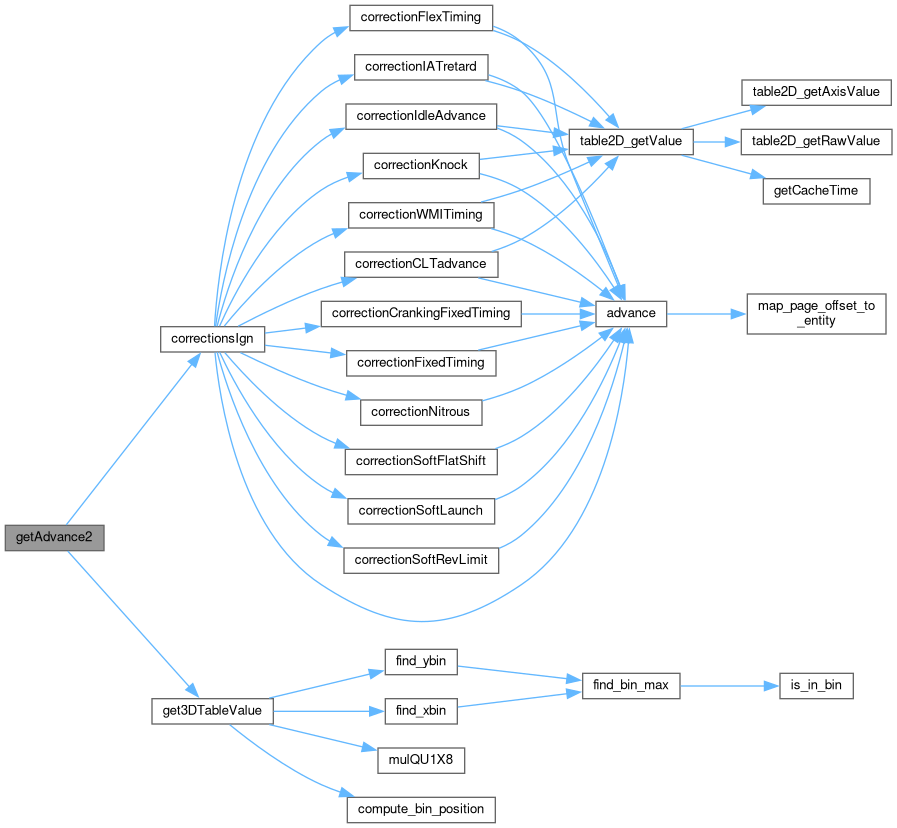 correctionFlexTiming
correctionIATretard
correctionIdleAdvance
correctionKnock
correctionWMITiming
correctionCLTadvance
correctionCrankingFixedTiming
correctionFixedTiming
correctionNitrous
correctionSoftFlatShift
correctionSoftLaunch
correctionSoftRevLimit
table2D_getValue
table2D_getAxisValue
table2D_getRawValue
getCacheTime
advance
map_page_offset_to
_entity
correctionsIgn
getAdvance2
get3DTableValue
find_ybin
find_xbin
mulQU1X8
compute_bin_position
find_bin_max
is_in_bin